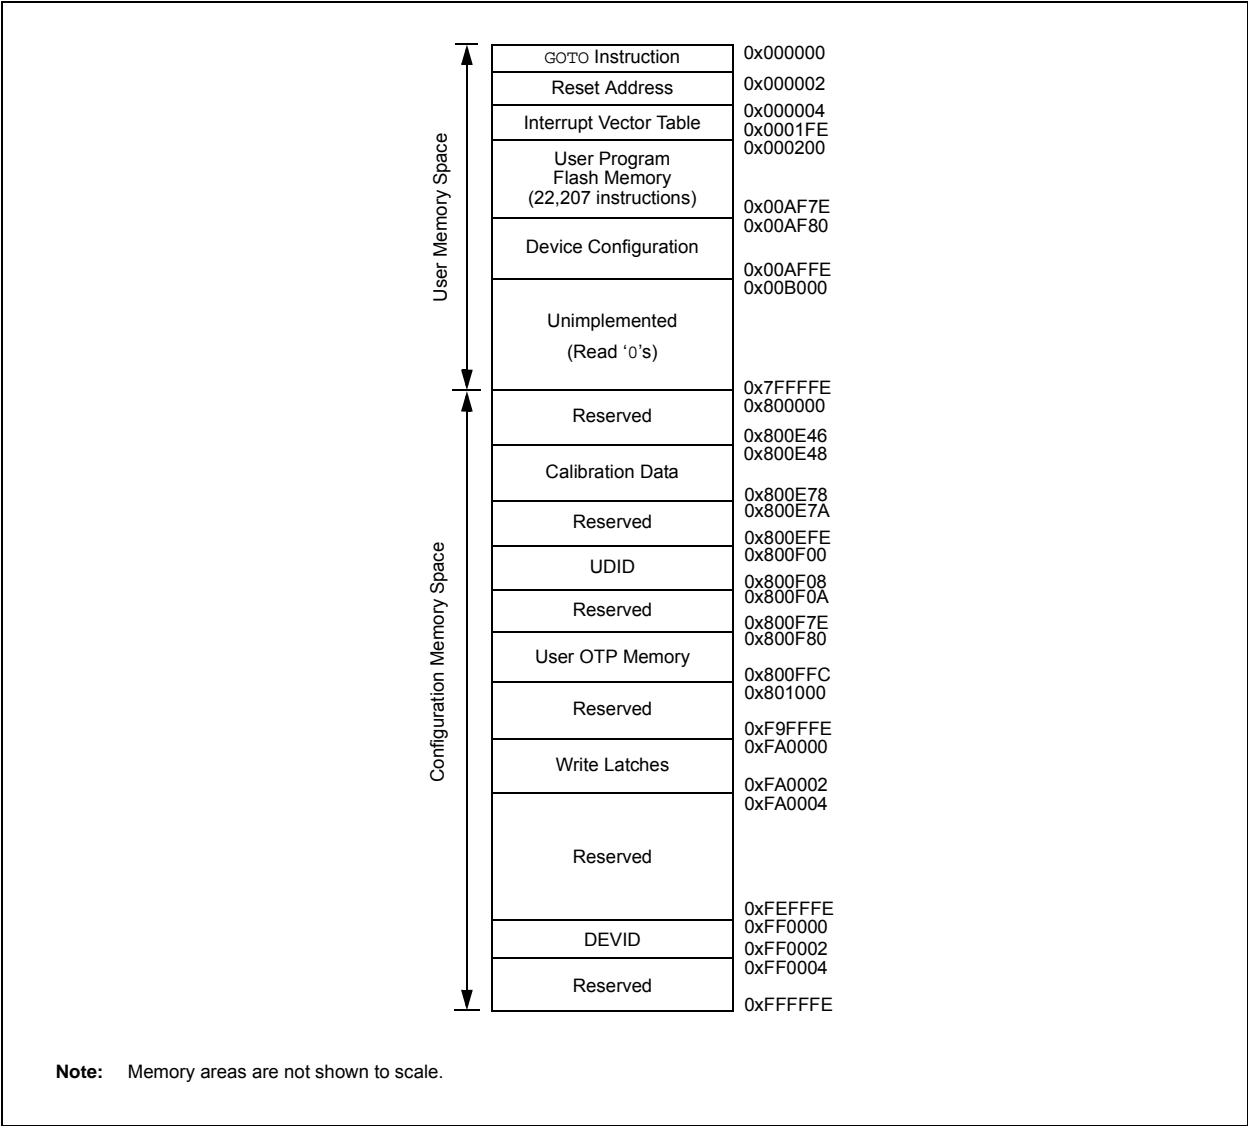 GOTO Instruction
0x000000
Reset Address
0x000002
Interrupt Vector Table
0x000004
0x0001FE
User Program
Flash Memory
(22,207 instructions)
0x000200
0x00AF7E
Device Configuration
0x00AF80
0x00AFFE
Unimplemented
(Read ‘0’s)
0x00B000
0x7FFFFE
User Memory Space
Reserved
0x800000
0x800E46
Calibration Data
0x800E48
0x800E78
Reserved
0x800E7A
0x800EFE
UDID
0x800F00
0x800F08
Reserved
0x800F0A
0x800F7E
User OTP Memory
0x800F80
0x800FFC
Reserved
0x801000
0xF9FFFE
Write Latches
0xFA0000
0xFA0002
Reserved
0xFA0004
0xFEFFFE
DEVID
0xFF0000
0xFF0002
Reserved
0xFF0004
0xFFFFFE
Configuration Memory Space
Note: Memory areas are not shown to scale.